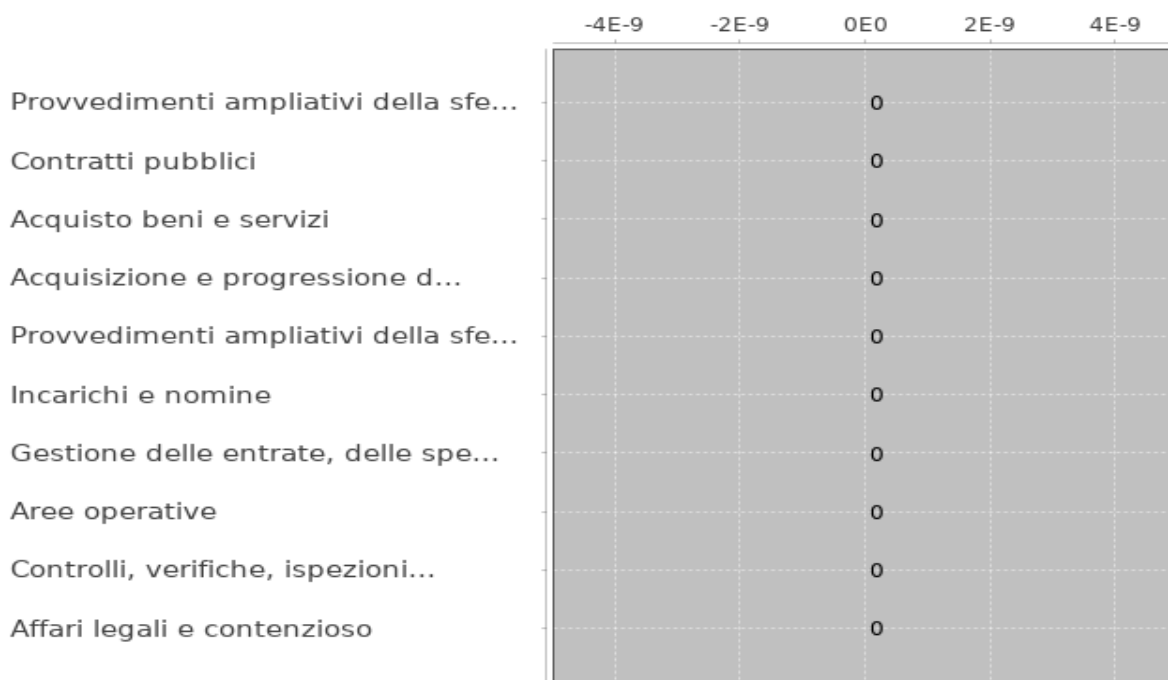 -4E-9 -2E-9 0E0 2E-9 4E-9
Provvedimenti ampliativi della sfe... 0
Contratti pubblici 0
Acquisto beni e servizi 0
Acquisizione e progressione d... 0
Provvedimenti ampliativi della sfe... 0
Incarichi e nomine 0
Gestione delle entrate, delle spe... 0
Aree operative 0
Controlli, verifiche, ispezioni... 0
Affari legali e contenzioso 0